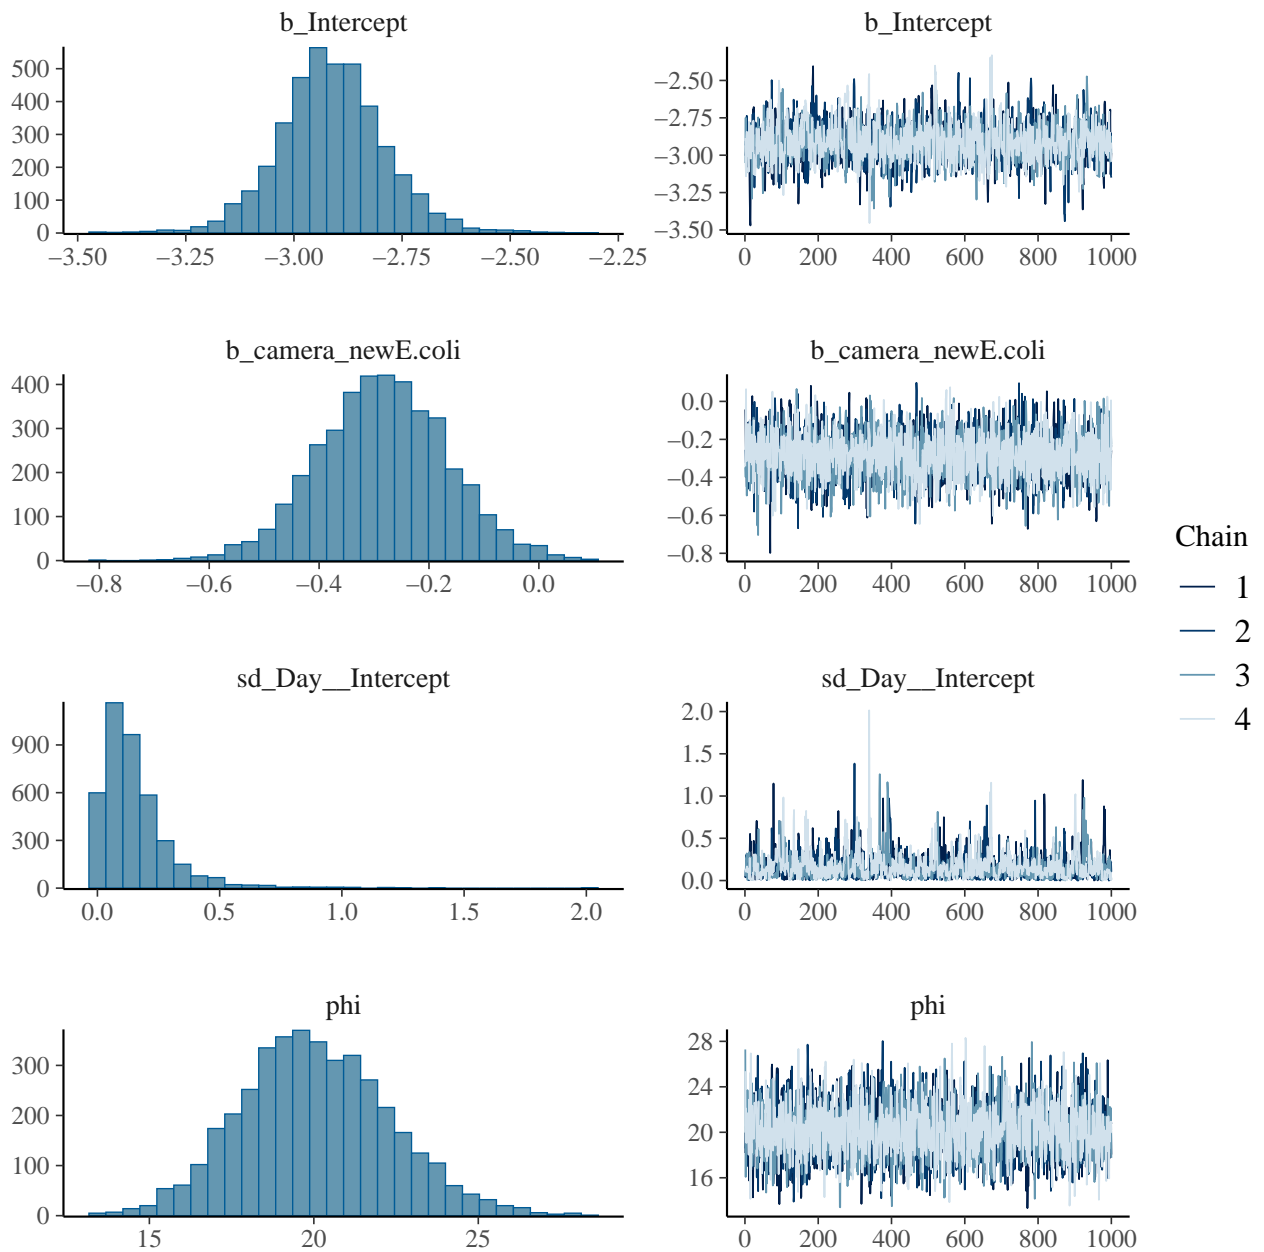 b_Intercept
500
400
300
200
100
0
−3.50 −3.25 −3.00 −2.75 −2.50 −2.25
b_Intercept
−2.50
−2.75
−3.00
−3.25
−3.50
0 200 400 600 800 1000
b_camera_newE.coli
400
300
200
100
0
−0.8 −0.6 −0.4 −0.2 0.0
b_camera_newE.coli
0.0
−0.2
−0.4
−0.6
−0.8
0 200 400 600 800 1000
sd_Day__Intercept
900
600
300
0
0.0 0.5 1.0 1.5 2.0
sd_Day__Intercept
2.0
1.5
1.0
0.5
0.0
0 200 400 600 800 1000
phi
300
200
100
0
15 20 25
phi
28
24
20
16
0 200 400 600 800 1000
Chain
1
2
3
4